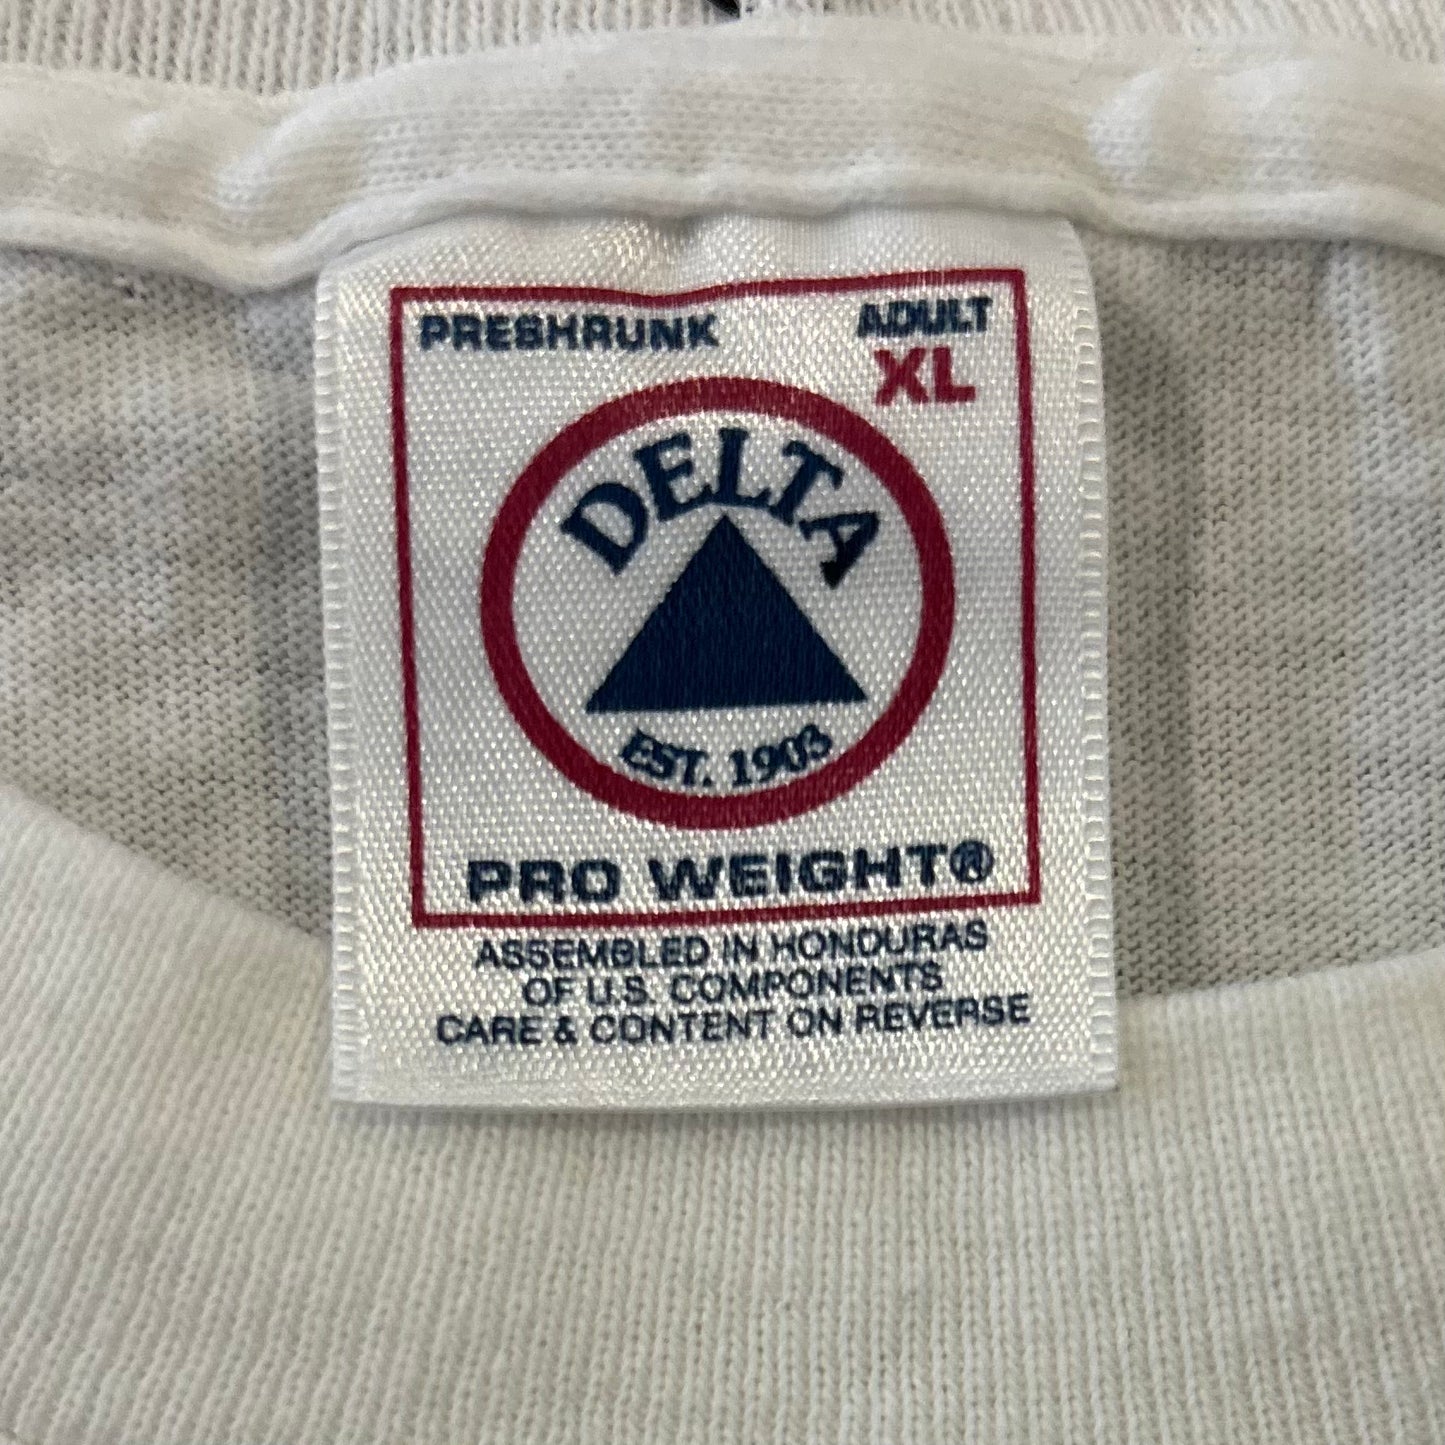 PRESHRUNK
ADULT
XL
DELTA
EST. 1903
PRO WEIGHT®
ASSEMBLED IN HONDURAS
OF U.S. COMPONENTS
CARE & CONTENT ON REVERSE